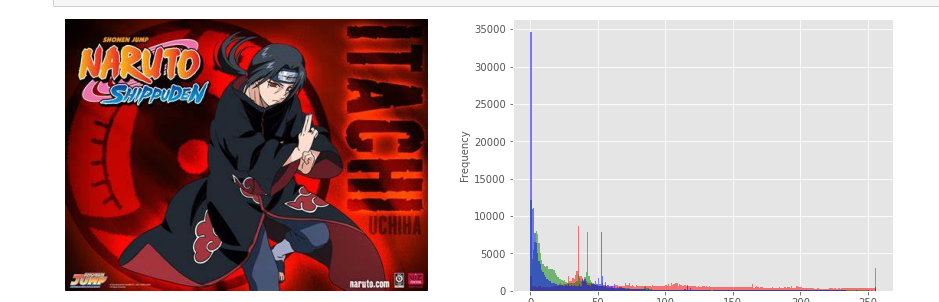 SHONEN JUMP
NARUTO
SHIPPUDEN
ITACHI
UCHIHA
SHONEN
JUMP
naruto.com
Frequency
35000
30000
25000
20000
15000
10000
5000
0
0
50
100
150
200
250